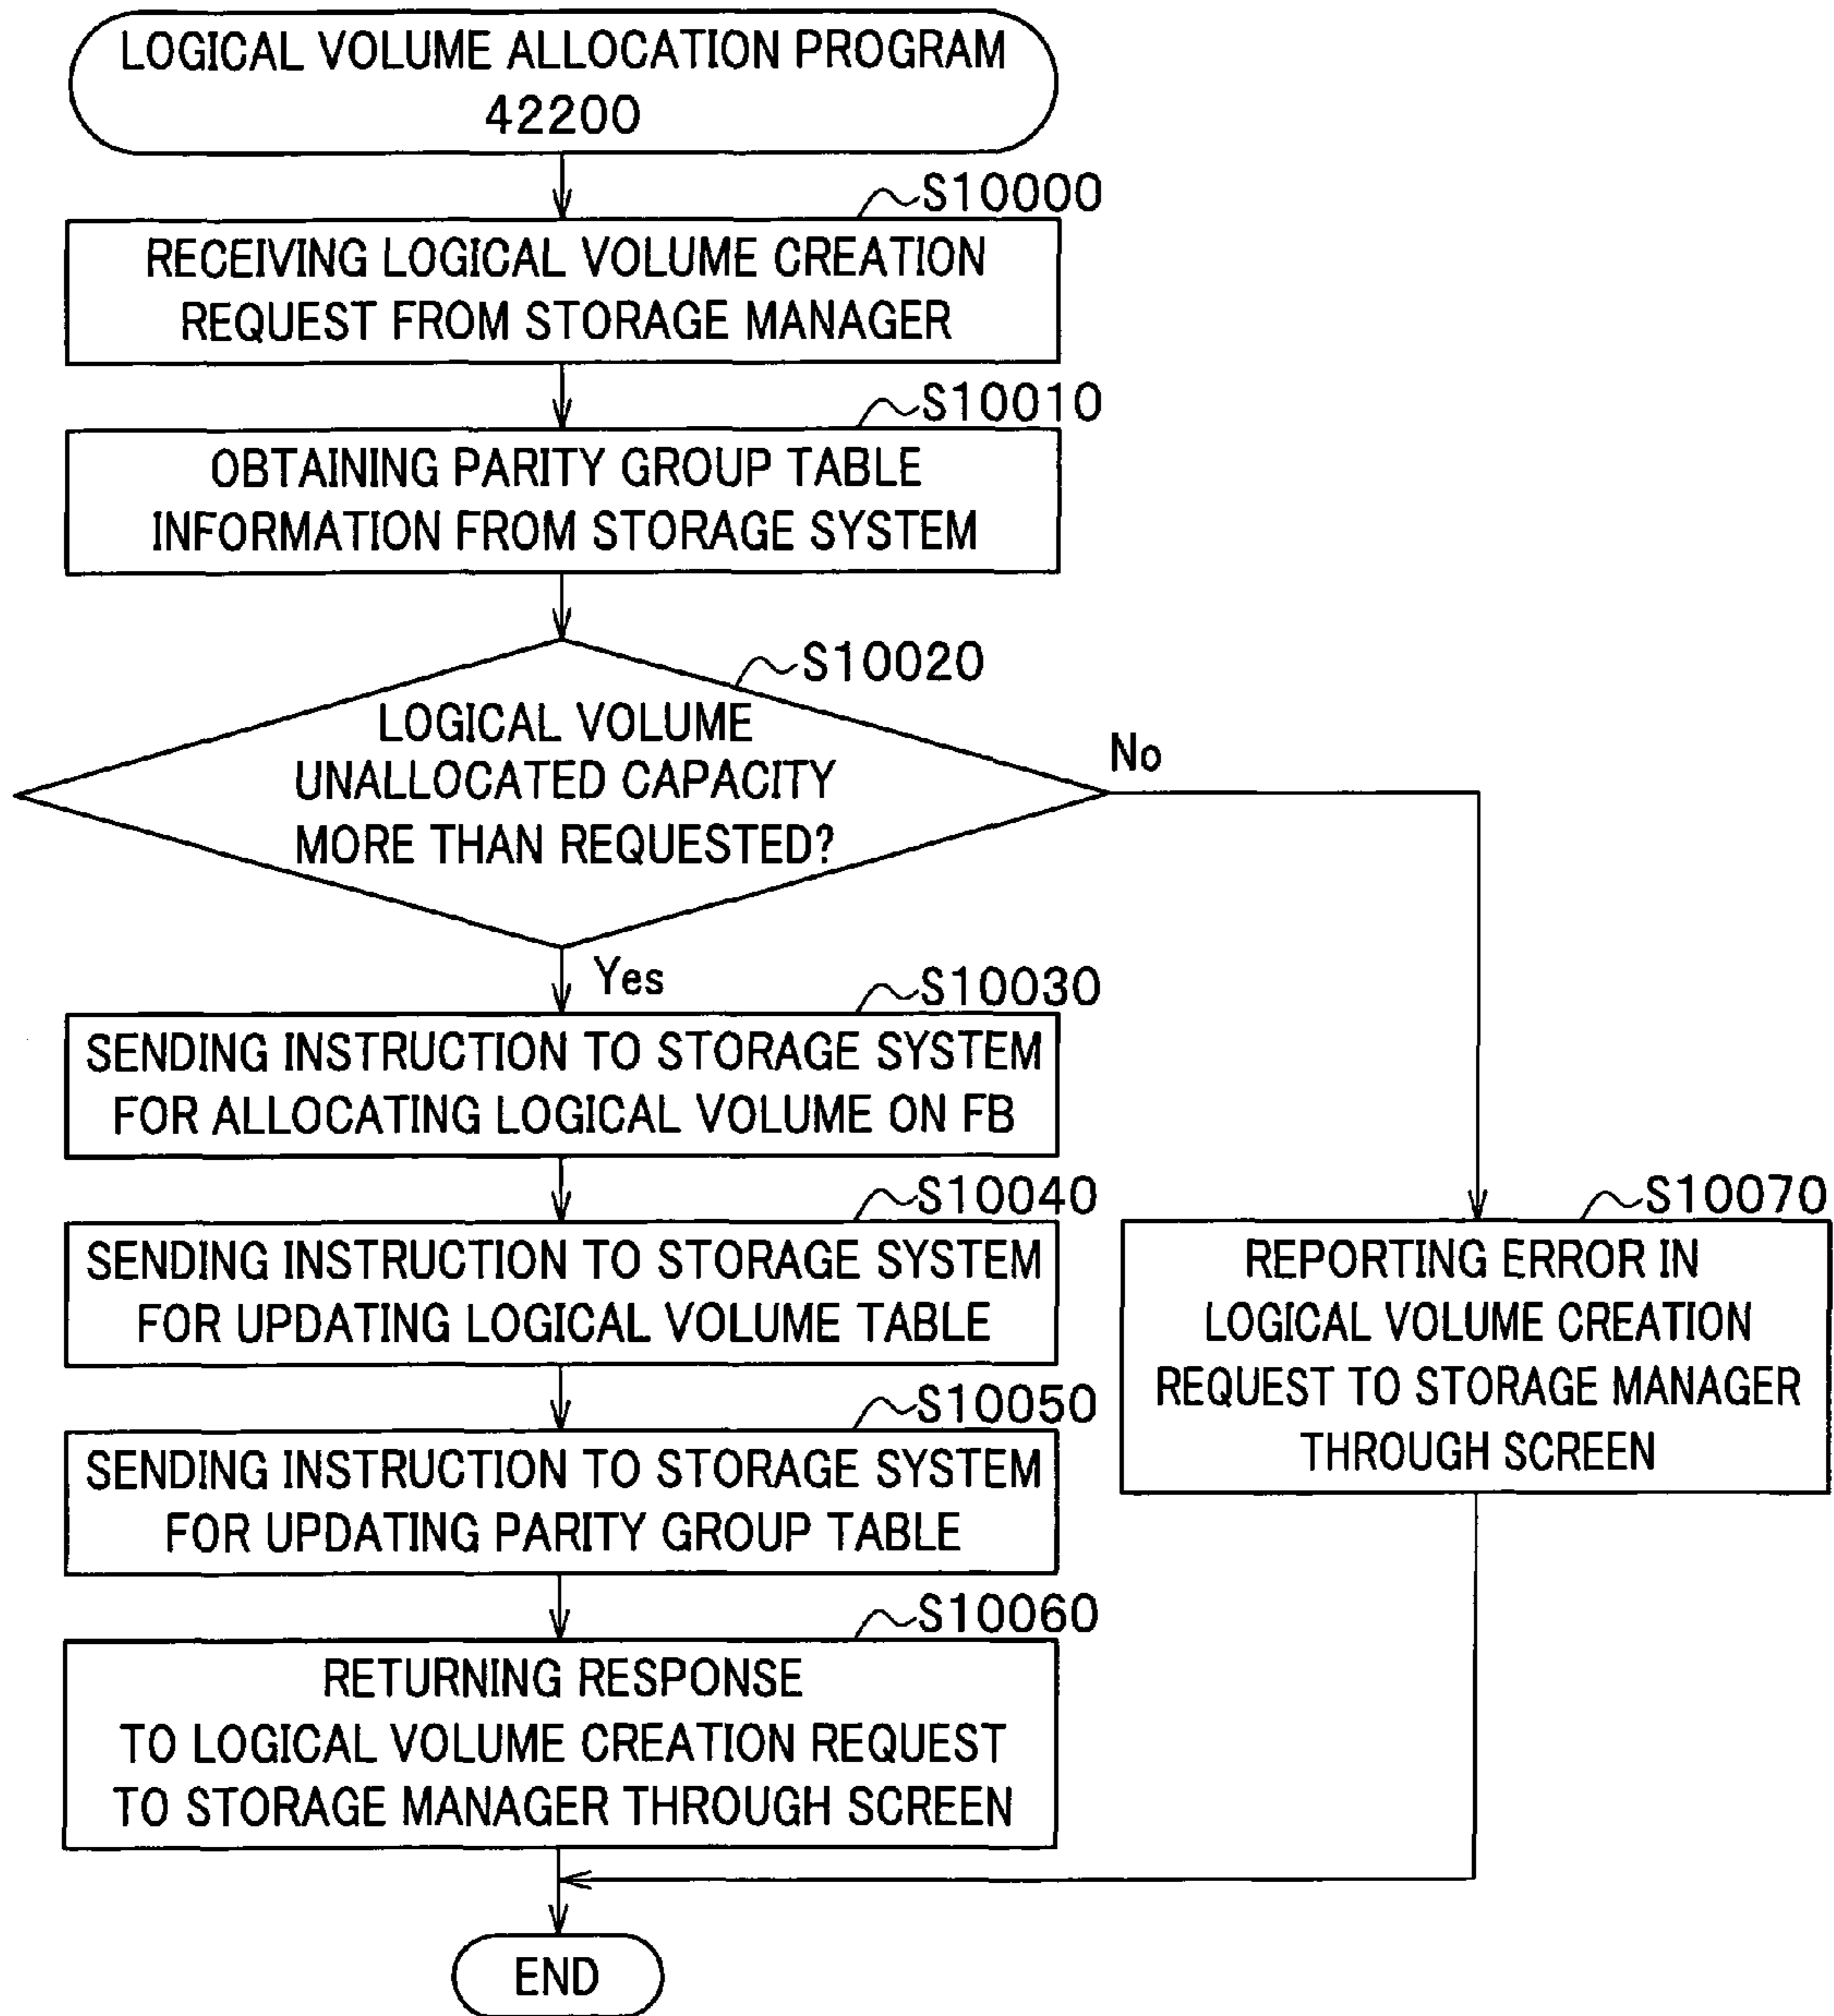 LOGICAL VOLUME ALLOCATION PROGRAM
42200
S10000
RECEIVING LOGICAL VOLUME CREATION
REQUEST FROM STORAGE MANAGER
S10010
OBTAINING PARITY GROUP TABLE
INFORMATION FROM STORAGE SYSTEM
S10020
LOGICAL VOLUME
UNALLOCATED CAPACITY
MORE THAN REQUESTED?
No
Yes
S10030
SENDING INSTRUCTION TO STORAGE SYSTEM
FOR ALLOCATING LOGICAL VOLUME ON FB
S10040
SENDING INSTRUCTION TO STORAGE SYSTEM
FOR UPDATING LOGICAL VOLUME TABLE
S10050
SENDING INSTRUCTION TO STORAGE SYSTEM
FOR UPDATING PARITY GROUP TABLE
S10060
RETURNING RESPONSE
TO LOGICAL VOLUME CREATION REQUEST
TO STORAGE MANAGER THROUGH SCREEN
S10070
REPORTING ERROR IN
LOGICAL VOLUME CREATION
REQUEST TO STORAGE MANAGER
THROUGH SCREEN
END